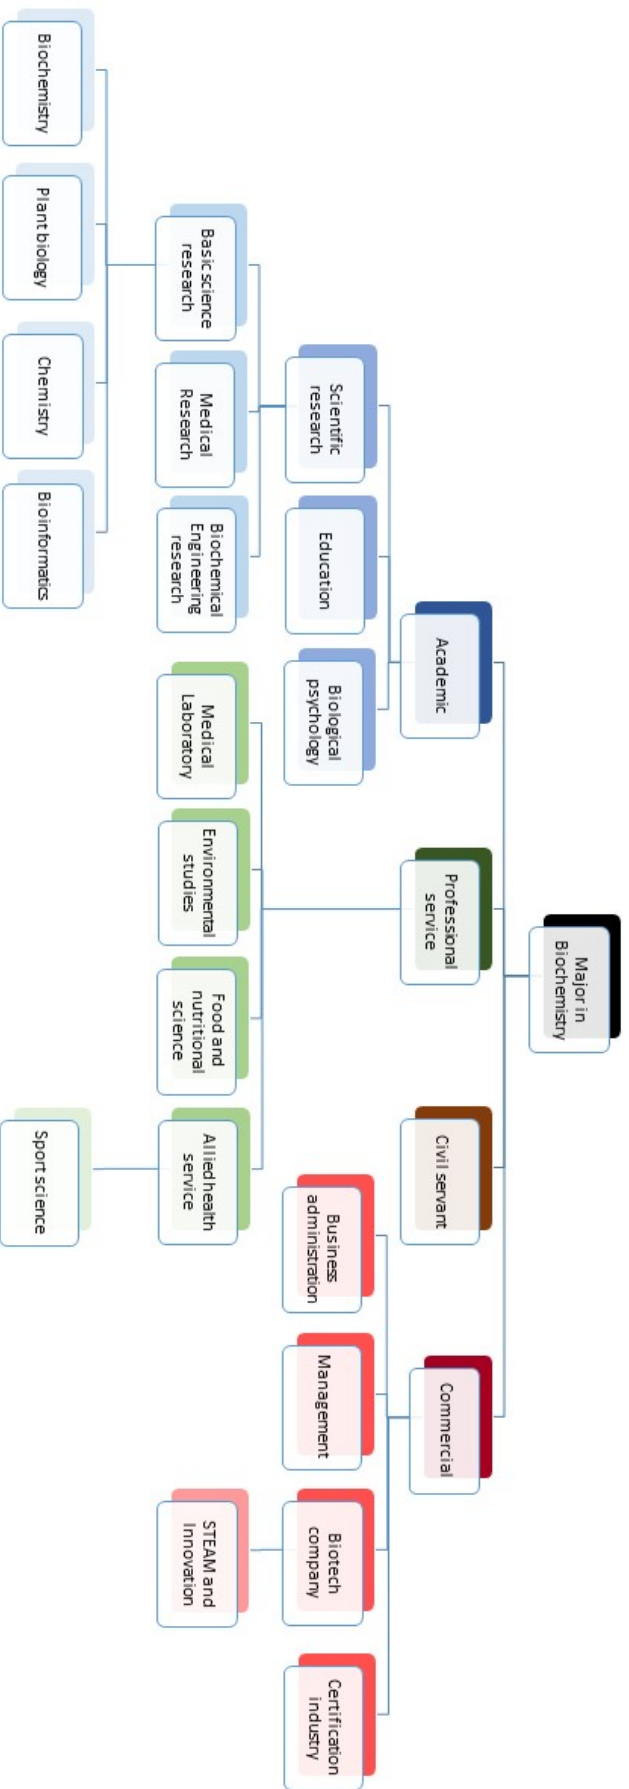 Major in
Biochemistry
Academic
Professional
service
Civil servant
Commercial
Scientific
research
Education
Biological
psychology
Business
administration
Management
Biotech
company
Certification
industry
Basic science
research
Medical
Research
Biochemical
Engineering
research
Medical
Laboratory
Environmental
studies
Food and
nutritional
science
Allied health
service
STEAM and
Innovation
Biochemistry
Plant biology
Chemistry
Bioinformatics
Sport science